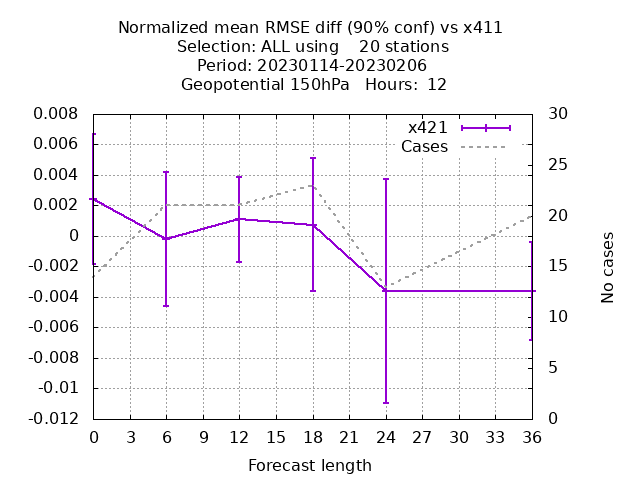 Normalized mean RMSE diff (90% conf) vs x411
Selection: ALL using    20 stations
Period: 20230114-20230206
Geopotential 150hPa   Hours:  12
x421
Cases
0.008
0.006
0.004
0.002
0
-0.002
-0.004
-0.006
-0.008
-0.01
-0.012
30
25
20
15
10
5
0
No cases
0 3 6 9 12 15 18 21 24 27 30 33 36
Forecast length